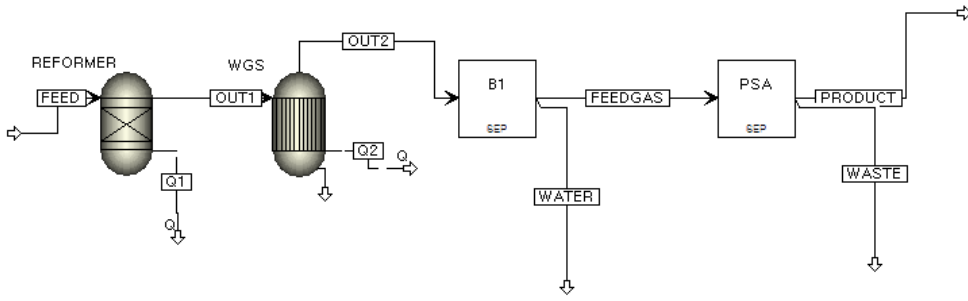 REFORMER
WGS
FEED
OUT1
OUT2
B1
SEP
FEEDGAS
PSA
SEP
PRODUCT
Q1
Q
Q2
Q
WATER
WASTE